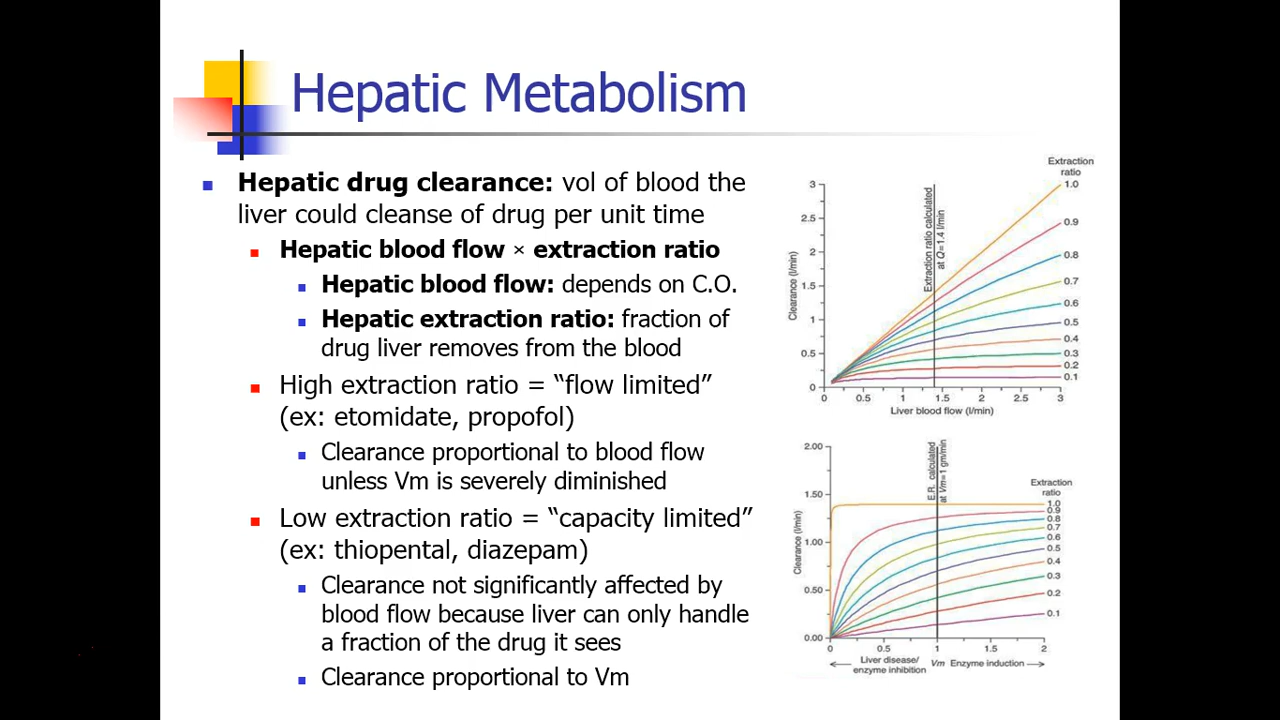 Hepatic Metabolism
Hepatic drug clearance: vol of blood the
liver could cleanse of drug per unit time
Hepatic blood flow × extraction ratio
Hepatic blood flow: depends on C.O.
Hepatic extraction ratio: fraction of
drug liver removes from the blood
High extraction ratio = “flow limited”
(ex: etomidate, propofol)
Clearance proportional to blood flow
unless Vm is severely diminished
Low extraction ratio = “capacity limited”
(ex: thiopental, diazepam)
Clearance not significantly affected by
blood flow because liver can only handle
a fraction of the drug it sees
Clearance proportional to Vm
Extraction
ratio
1.0
0.9
0.8
0.7
0.6
0.5
0.4
0.3
0.2
0.1
Extraction ratio calculated
at Q=1.4 l/min
Clearance (l/min)
3
2.5
2
1.5
1
0.5
0
0 0.5 1 1.5 2 2.5 3
Liver blood flow (l/min)
E.R. calculated
at Vm=1 gm/min
Extraction
ratio
1.0
0.9
0.8
0.7
0.6
0.5
0.4
0.3
0.2
0.1
Clearance (l/min)
2.00
1.50
1.00
0.50
0.00
0 0.5 1 1.5 2
Liver disease/ Vm Enzyme induction
enzyme inhibition